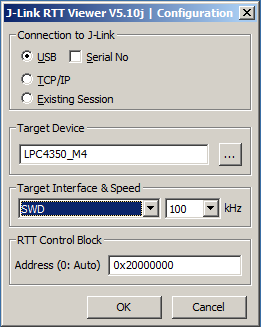 J-Link RTT Viewer V5.10j | Configuration
Connection to J-Link
USB Serial No
TCP/IP
Existing Session
Target Device
LPC4350_M4 ...
Target Interface & Speed
SWD 100 kHz
RTT Control Block
Address (0: Auto) 0x20000000
OK Cancel